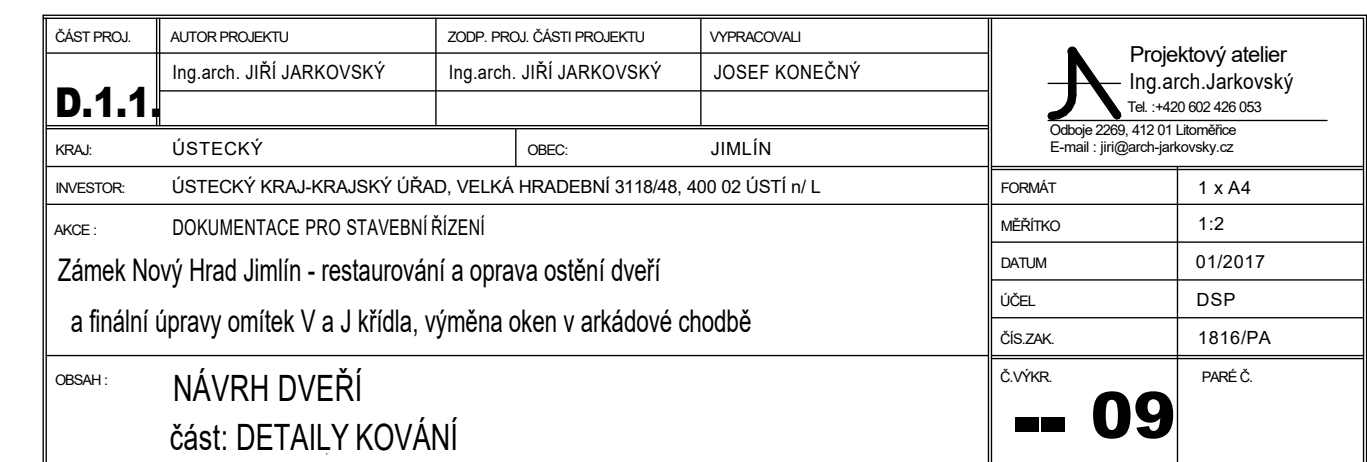 ČÁST PROJ. AUTOR PROJEKTU ZODP. PROJ. ČÁSTI PROJEKTU VYPRACOVALI
D.1.1. Ing.arch. JIŘÍ JARKOVSKÝ Ing.arch. JIŘÍ JARKOVSKÝ JOSEF KONEČNÝ
Projektový atelier
Ing.arch.Jarkovský
Tel. :+420 602 426 053
Odboje 2269, 412 01 Litoměřice
E-mail : jiri@arch-jarkovsky.cz
KRAJ: ÚSTECKÝ OBEC: JIMLÍN
INVESTOR: ÚSTECKÝ KRAJ-KRAJSKÝ ÚŘAD, VELKÁ HRADEBNÍ 3118/48, 400 02 ÚSTÍ n/ L
AKCE : DOKUMENTACE PRO STAVEBNÍ ŘÍZENÍ
Zámek Nový Hrad Jimlín - restaurování a oprava ostění dveří
a finální úpravy omítek V a J křídla, výměna oken v arkádové chodbě
FORMÁT 1 x A4
MĚŘÍTKO 1:2
DATUM 01/2017
ÚČEL DSP
ČÍS.ZAK. 1816/PA
OBSAH : NÁVRH DVEŘÍ
část: DETAILY KOVÁNÍ
Č.VÝKR. PARÉ Č.
-- 09